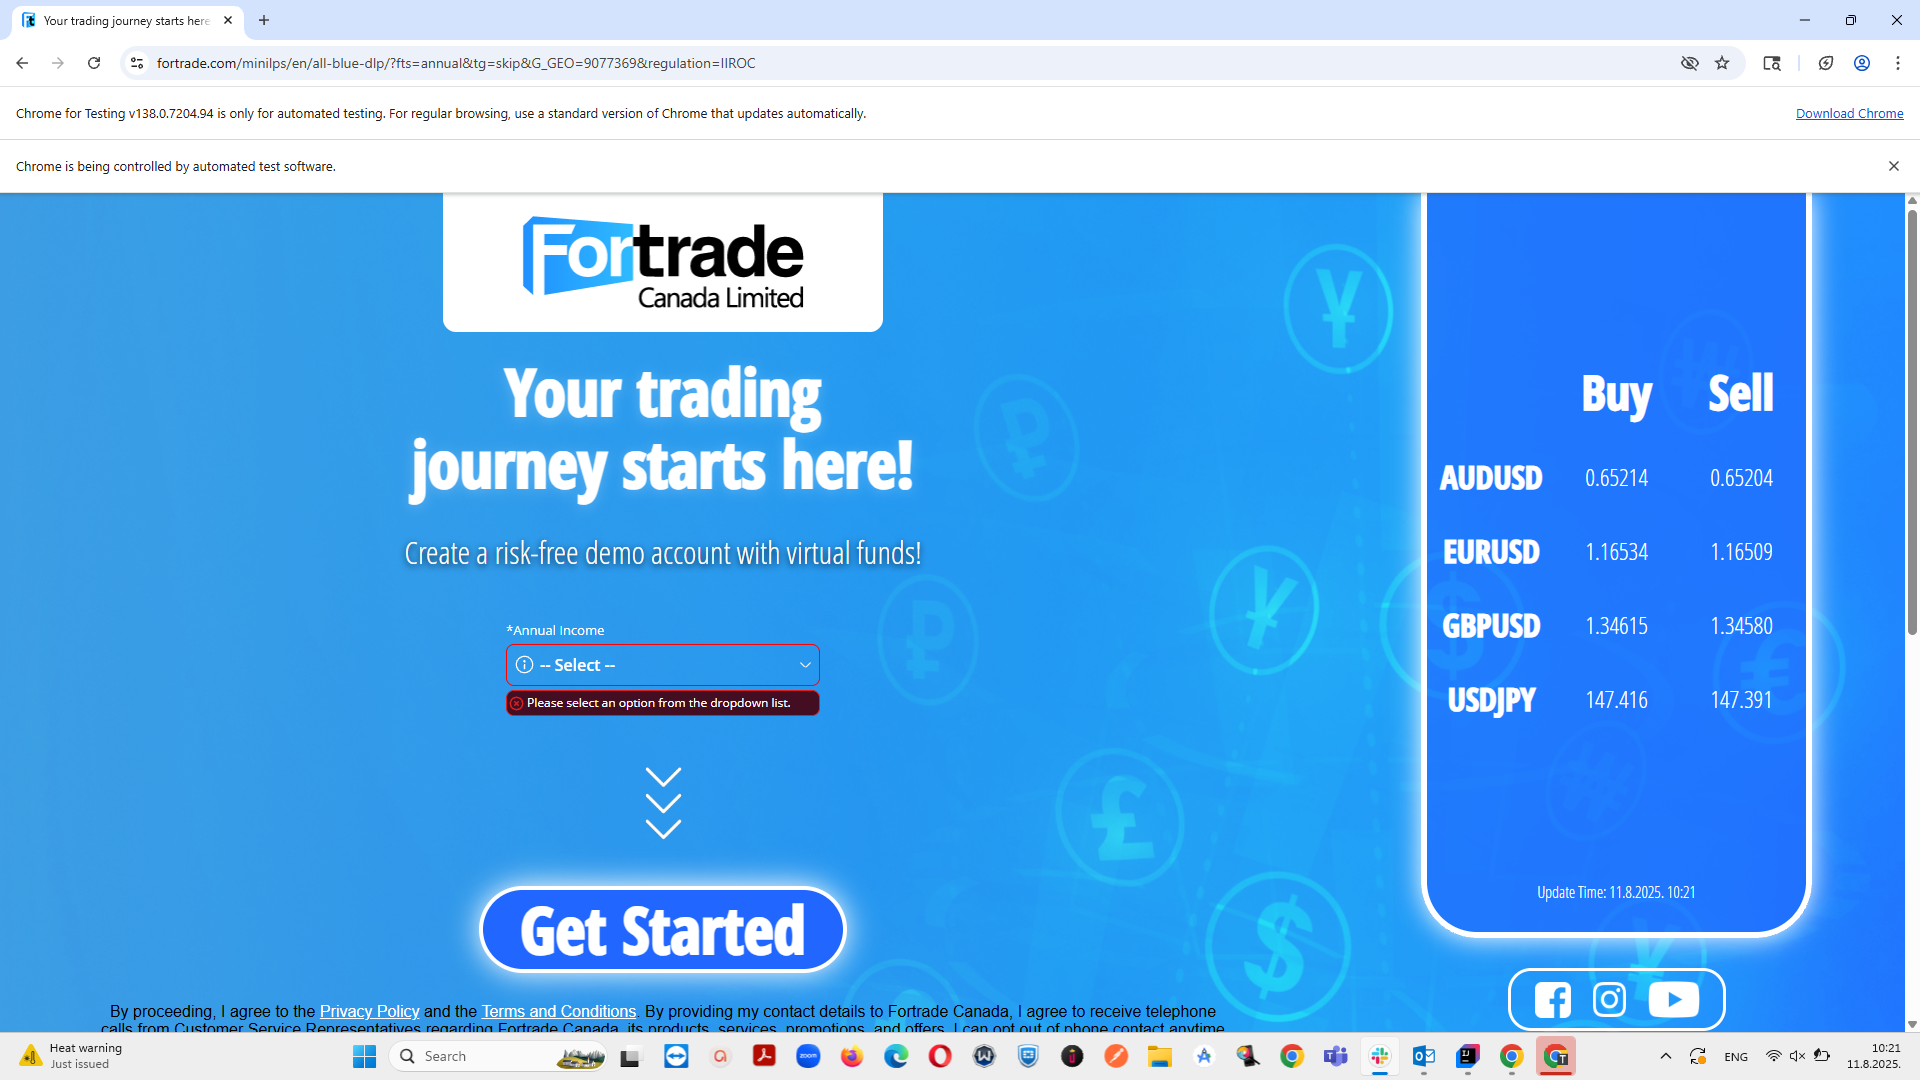 Your trading journey starts here
fortrade.com/minilps/en/all-blue-dlp/?fts=annual&tg=skip&G_GEO=9077369&regulation=IIROC
Chrome for Testing v138.0.7204.94 is only for automated testing. For regular browsing, use a standard version of Chrome that updates automatically.
Download Chrome
Chrome is being controlled by automated test software.
Fortrade
Canada Limited
Your trading
journey starts here!
Create a risk-free demo account with virtual funds!
*Annual Income
-- Select --
Please select an option from the dropdown list.
Get Started
By proceeding, I agree to the Privacy Policy and the Terms and Conditions. By providing my contact details to Fortrade Canada, I agree to receive telephone
calls from Customer Service Representatives regarding Fortrade Canada, its products, services, promotions, and offers. I can opt out of phone contact anytime
Buy Sell
AUDUSD 0.65214 0.65204
EURUSD 1.16534 1.16509
GBPUSD 1.34615 1.34580
USDJPY 147.416 147.391
Update Time: 11.8.2025. 10:21
Heat warning
Just issued
Search
zoom
ENG
10:21
11.8.2025.